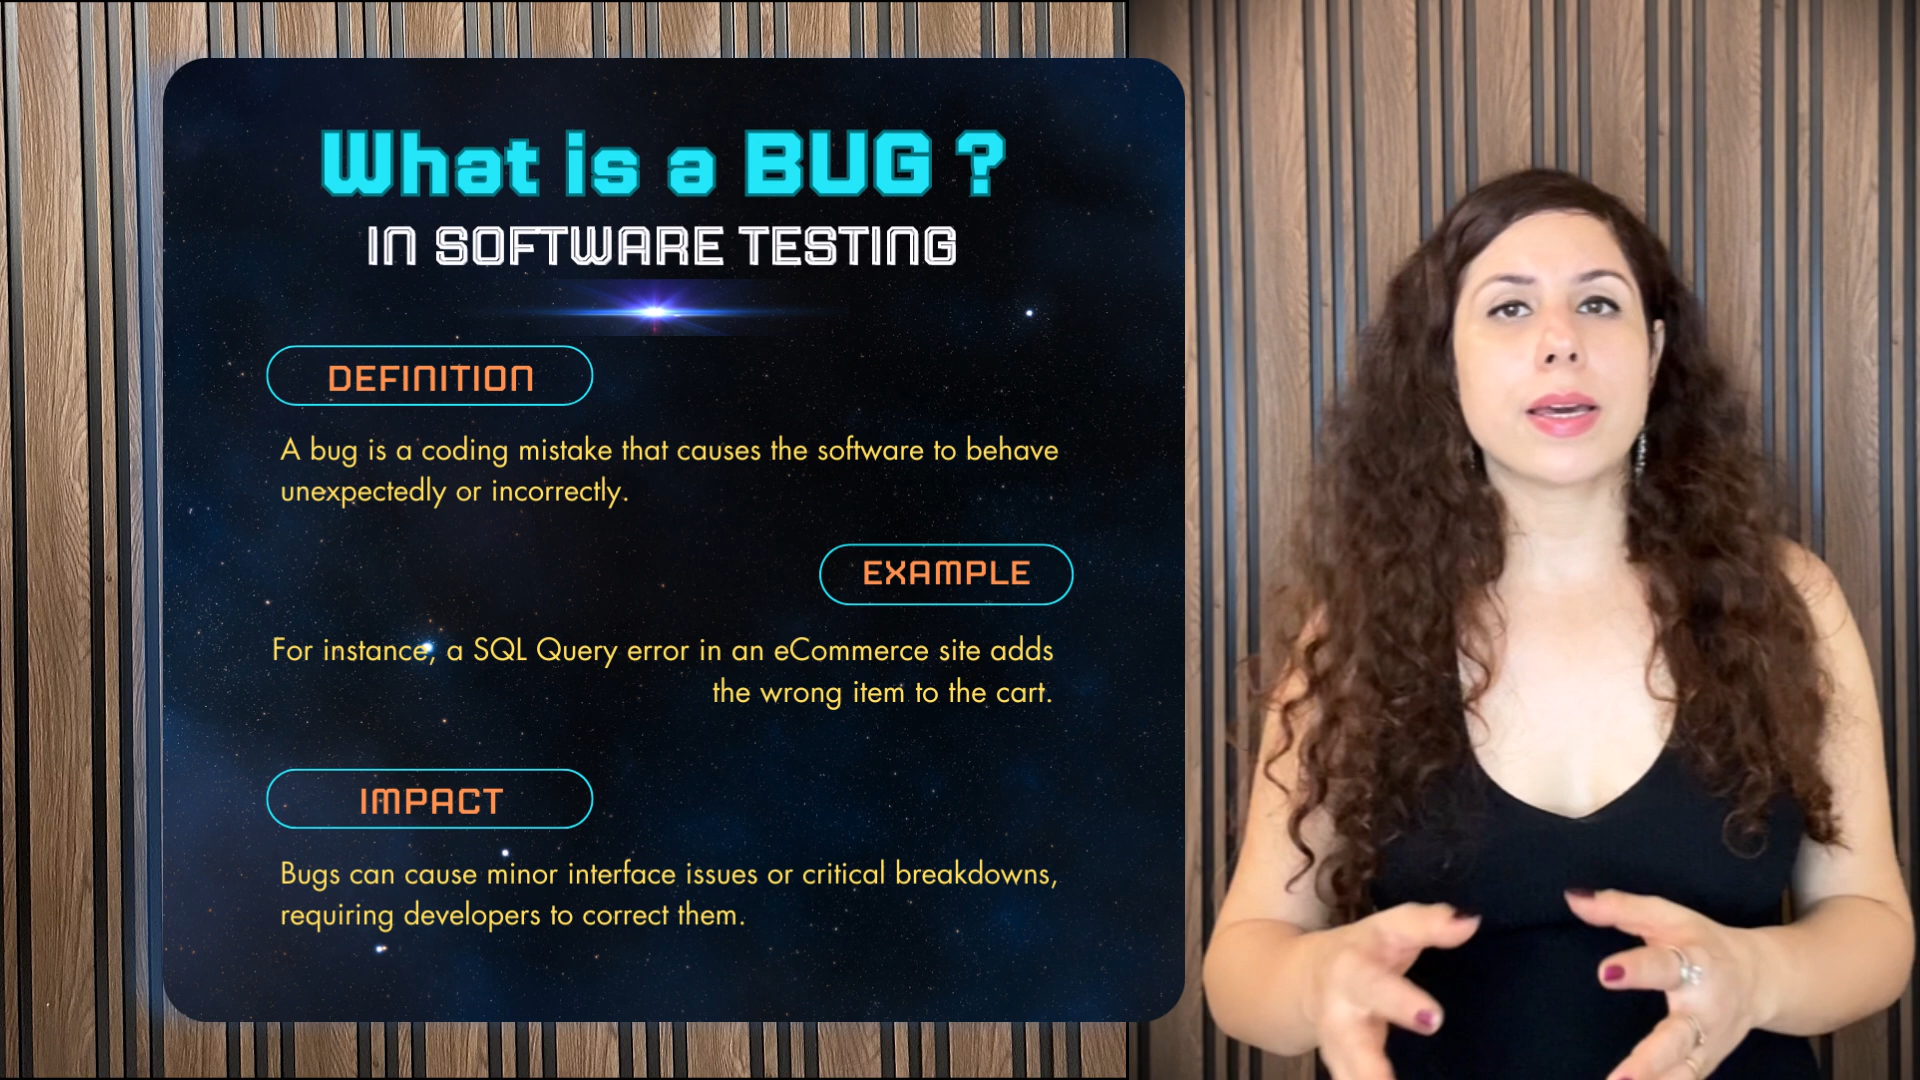 What is a BUG ?
IN SOFTWARE TESTING
DEFINITION
A bug is a coding mistake that causes the software to behave
unexpectedly or incorrectly.
EXAMPLE
For instance, a SQL Query error in an eCommerce site adds
the wrong item to the cart.
IMPACT
Bugs can cause minor interface issues or critical breakdowns,
requiring developers to correct them.